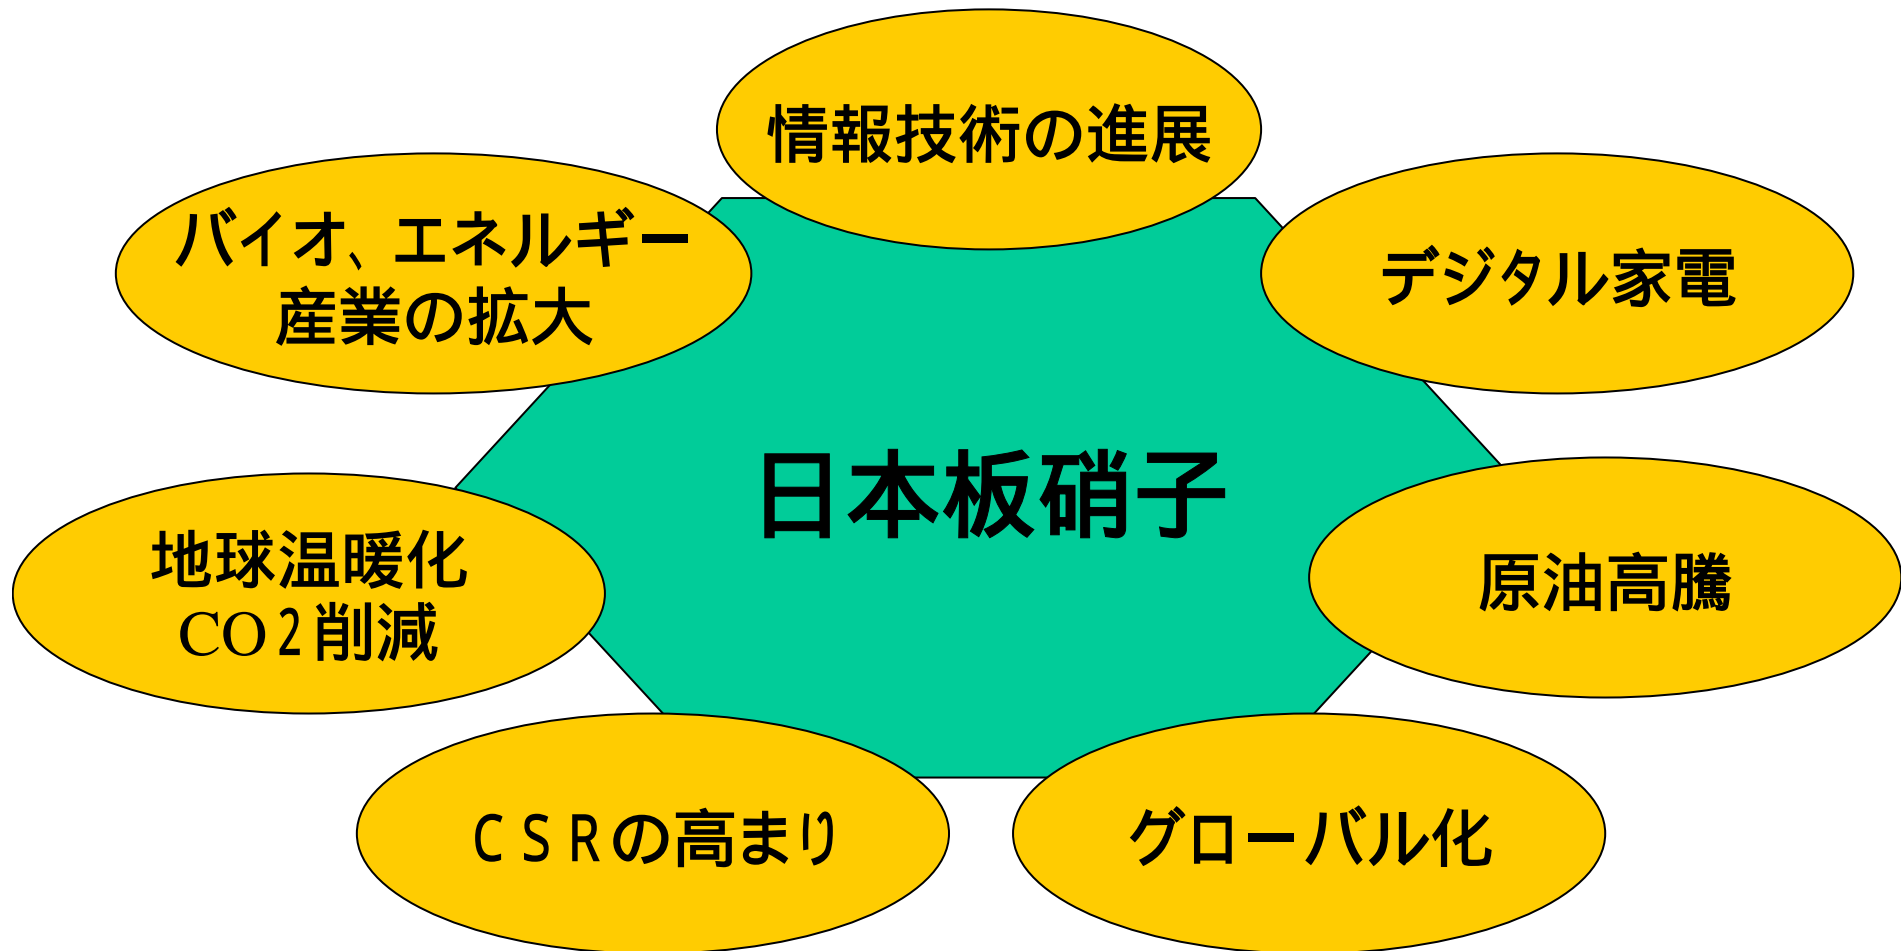 情報技術の進展
バイオ、エネルギー
産業の拡大
デジタル家電
日本板硝子
地球温暖化
CO２削減
原油高騰
ＣＳＲの高まり
グローバル化